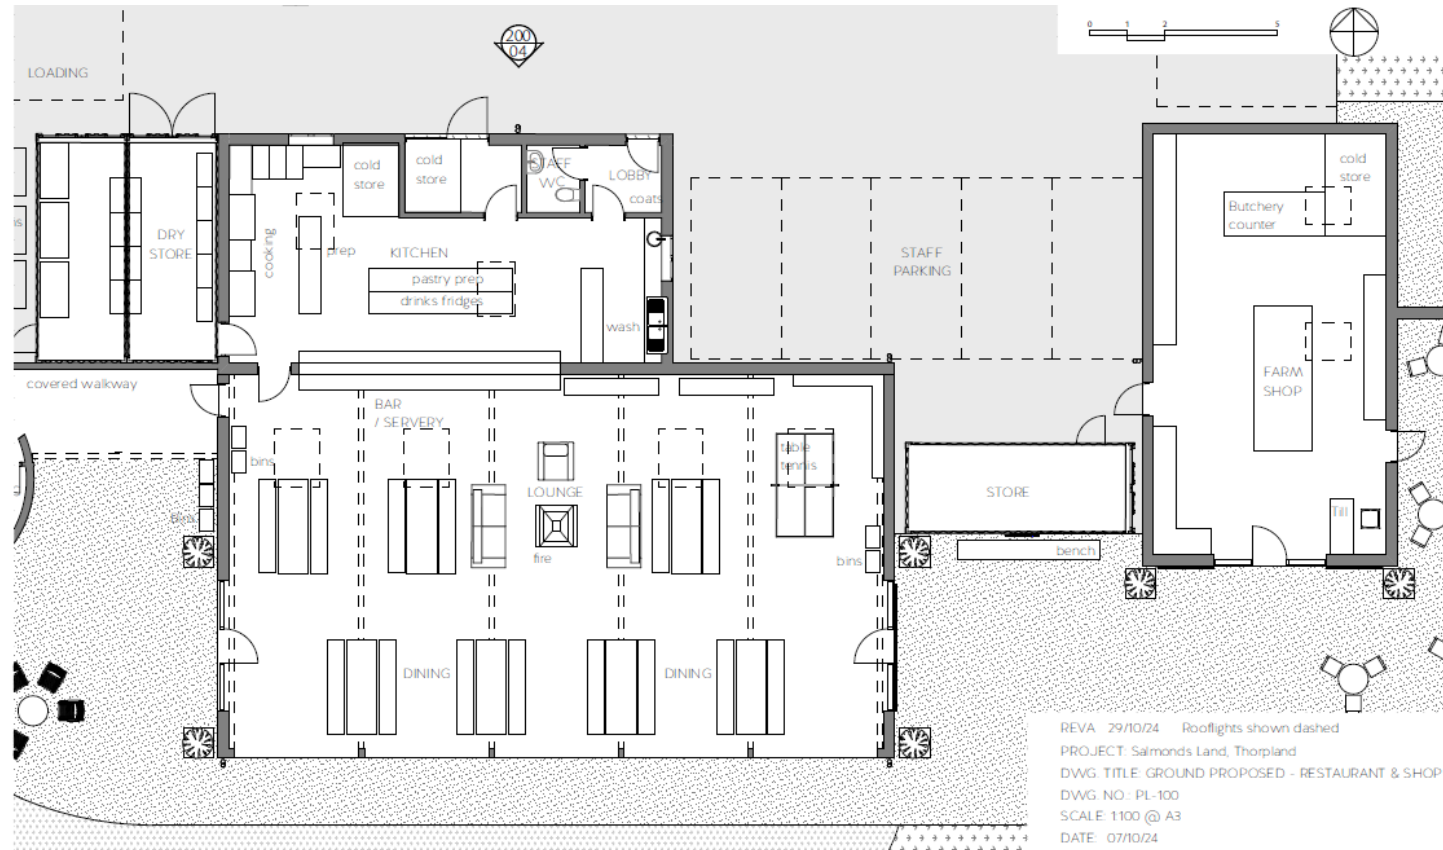 0 1 2 5
200
04
LOADING
cold
store
cold
store
STAFF
WC
LOBBY
coats
cold
store
Butchery
counter
DRY
STORE
cooking
prep
KITCHEN
pastry prep
drinks fridges
wash
STAFF
PARKING
FARM
SHOP
covered walkway
BAR
/ SERVERY
bins
table
tennis
LOUNGE
STORE
Till
Bins
fire
bins
bench
DINING
DINING
REVA 29/10/24 Rooflights shown dashed
PROJECT: Salmonds Land, Thorpland
DWG. TITLE: GROUND PROPOSED - RESTAURANT & SHOP
DWG. NO.: PL-100
SCALE: 1:100 @ A3
DATE: 07/10/24